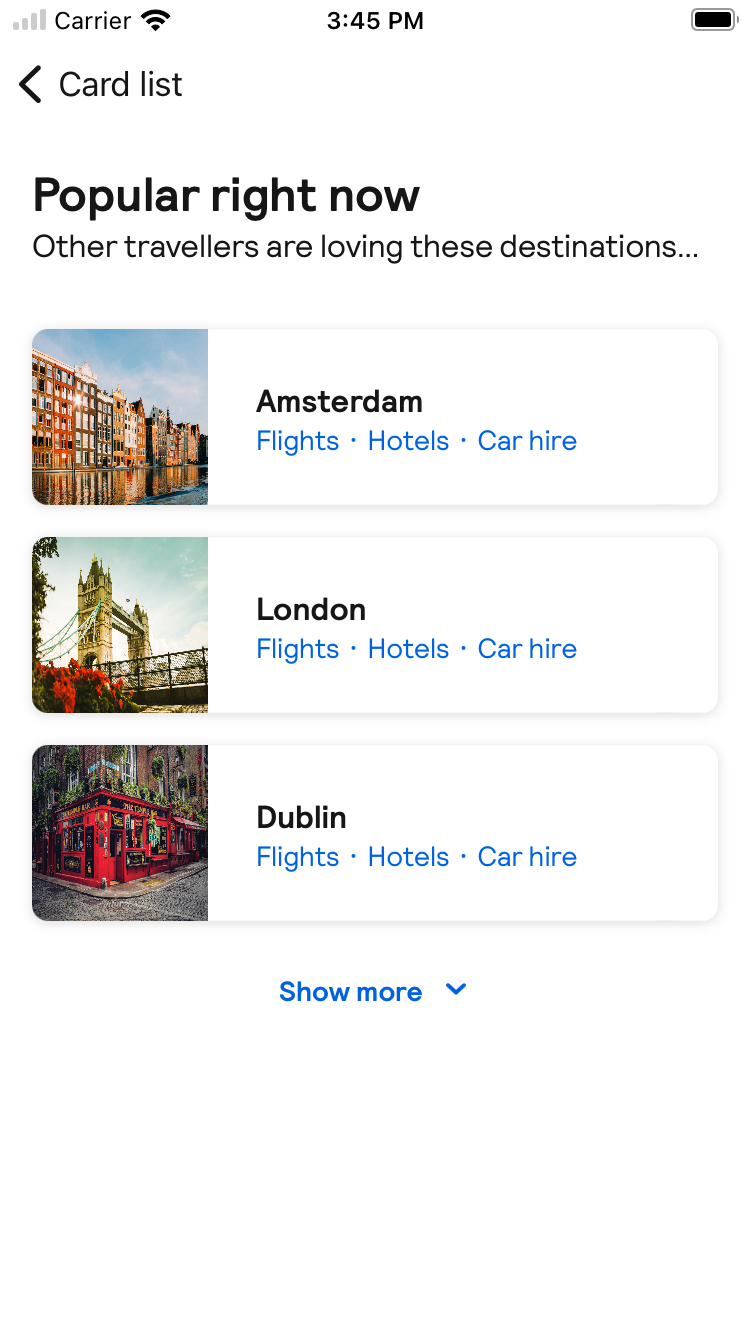 Carrier 3:45 PM
Card list
Popular right now
Other travellers are loving these destinations...
Amsterdam
Flights · Hotels · Car hire
London
Flights · Hotels · Car hire
Dublin
Flights · Hotels · Car hire
Show more